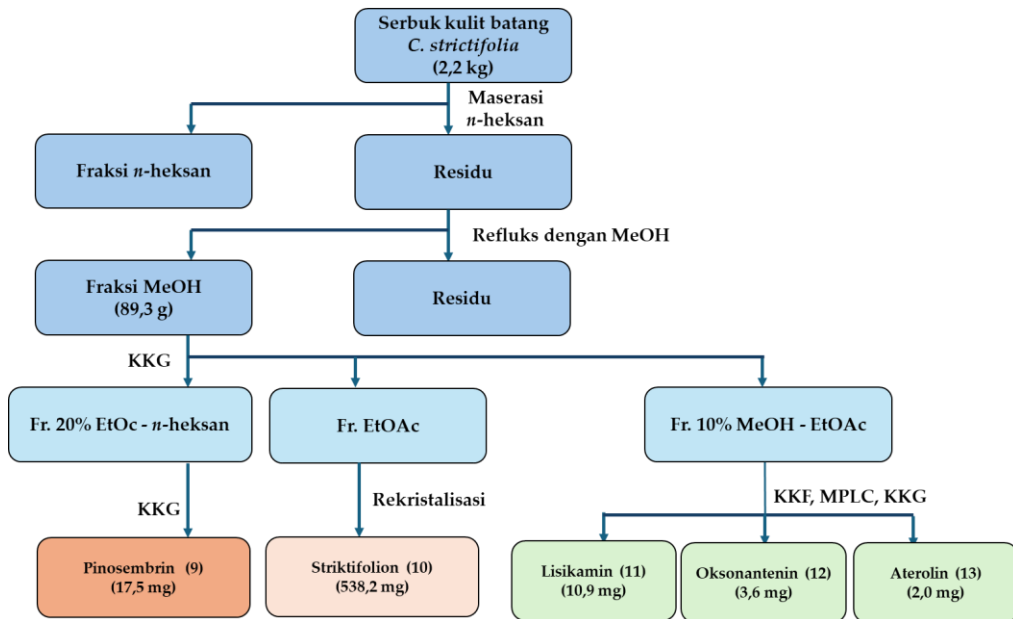 Serbuk kulit batang
C. strictifolia
(2,2 kg)
Maserasi
n-heksan
Fraksi n-heksan
Residu
Refluks dengan MeOH
Fraksi MeOH
(89,3 g)
Residu
KKG
Fr. 20% EtOc - n-heksan
Fr. EtOAc
Fr. 10% MeOH - EtOAc
KKG
Rekristalisasi
KKF, MPLC, KKG
Pinosembrin (9)
(17,5 mg)
Striktifolion (10)
(538,2 mg)
Lisikamin (11)
(10,9 mg)
Oksonantenin (12)
(3,6 mg)
Aterolin (13)
(2,0 mg)